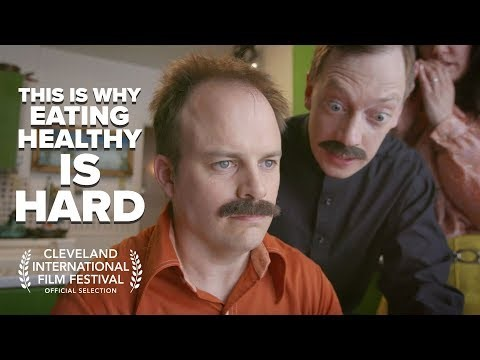 THIS IS WHY
EATING
HEALTHY
IS
HARD
CLEVELAND
INTERNATIONAL
FILM FESTIVAL
OFFICIAL SELECTION